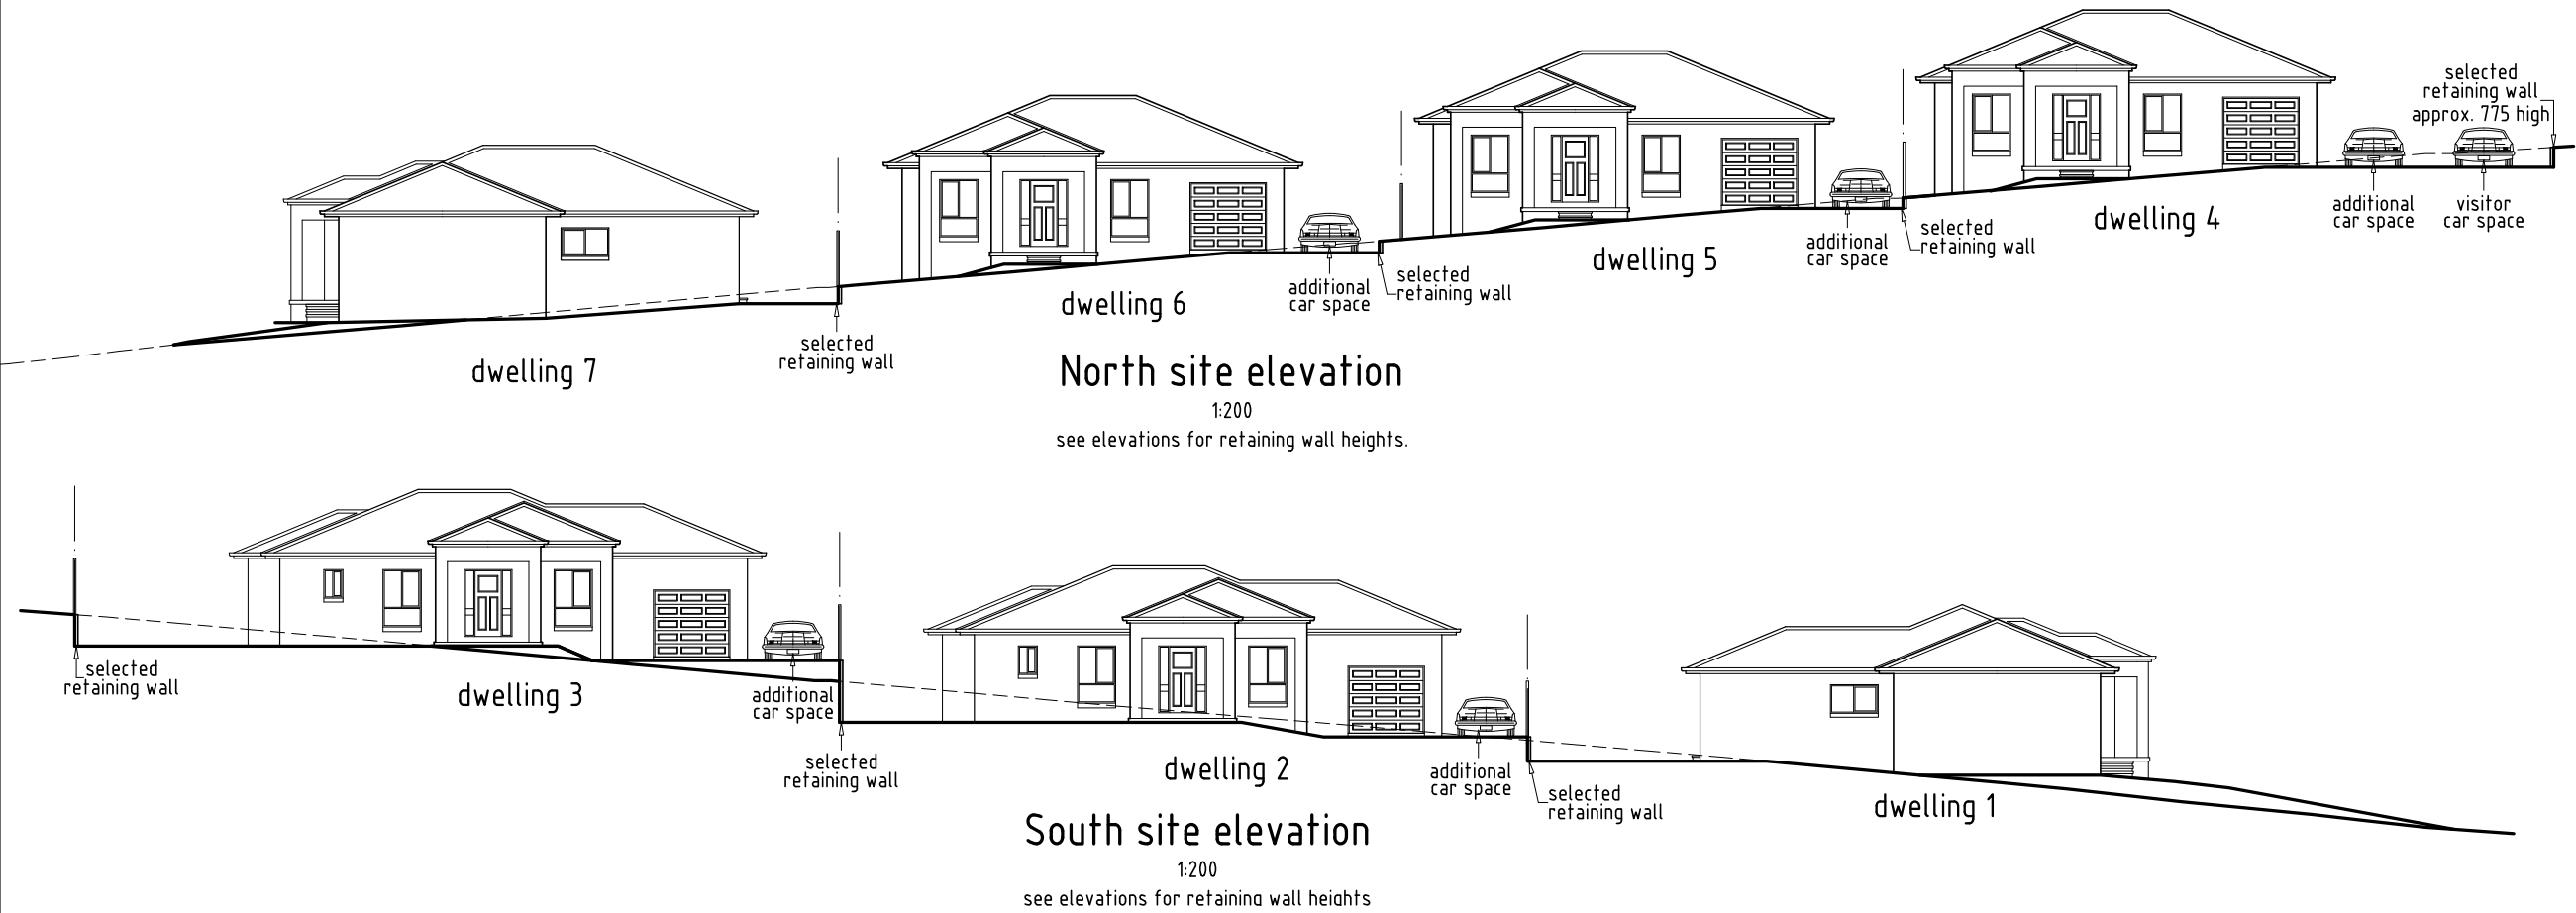 selected
retaining wall
approx. 775 high
additional
car space
visitor
car space
dwelling 4
selected
retaining wall
additional
car space
dwelling 5
selected
retaining wall
additional
car space
dwelling 6
selected
retaining wall
dwelling 7
North site elevation
1:200
see elevations for retaining wall heights.
selected
retaining wall
dwelling 3
additional
car space
selected
retaining wall
dwelling 2
additional
car space
selected
retaining wall
dwelling 1
South site elevation
1:200
see elevations for retaining wall heights